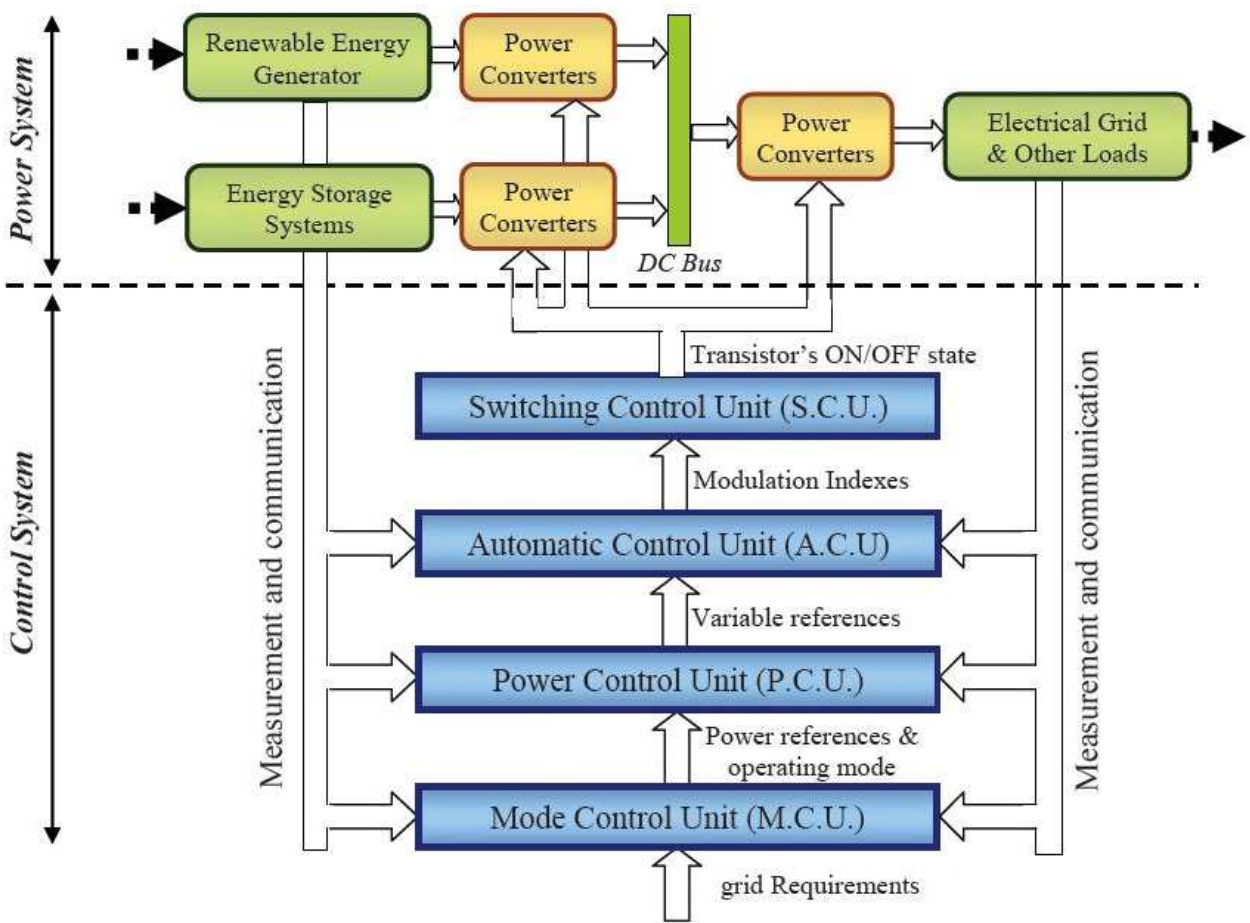 Power System
Renewable Energy
Generator
Power
Converters
Energy Storage
Systems
Power
Converters
DC Bus
Power
Converters
Electrical Grid
& Other Loads
Control System
Measurement and communication
Transistor’s ON/OFF state
Switching Control Unit (S.C.U.)
Modulation Indexes
Automatic Control Unit (A.C.U)
Variable references
Power Control Unit (P.C.U.)
Power references &
operating mode
Mode Control Unit (M.C.U.)
grid Requirements
Measurement and communication